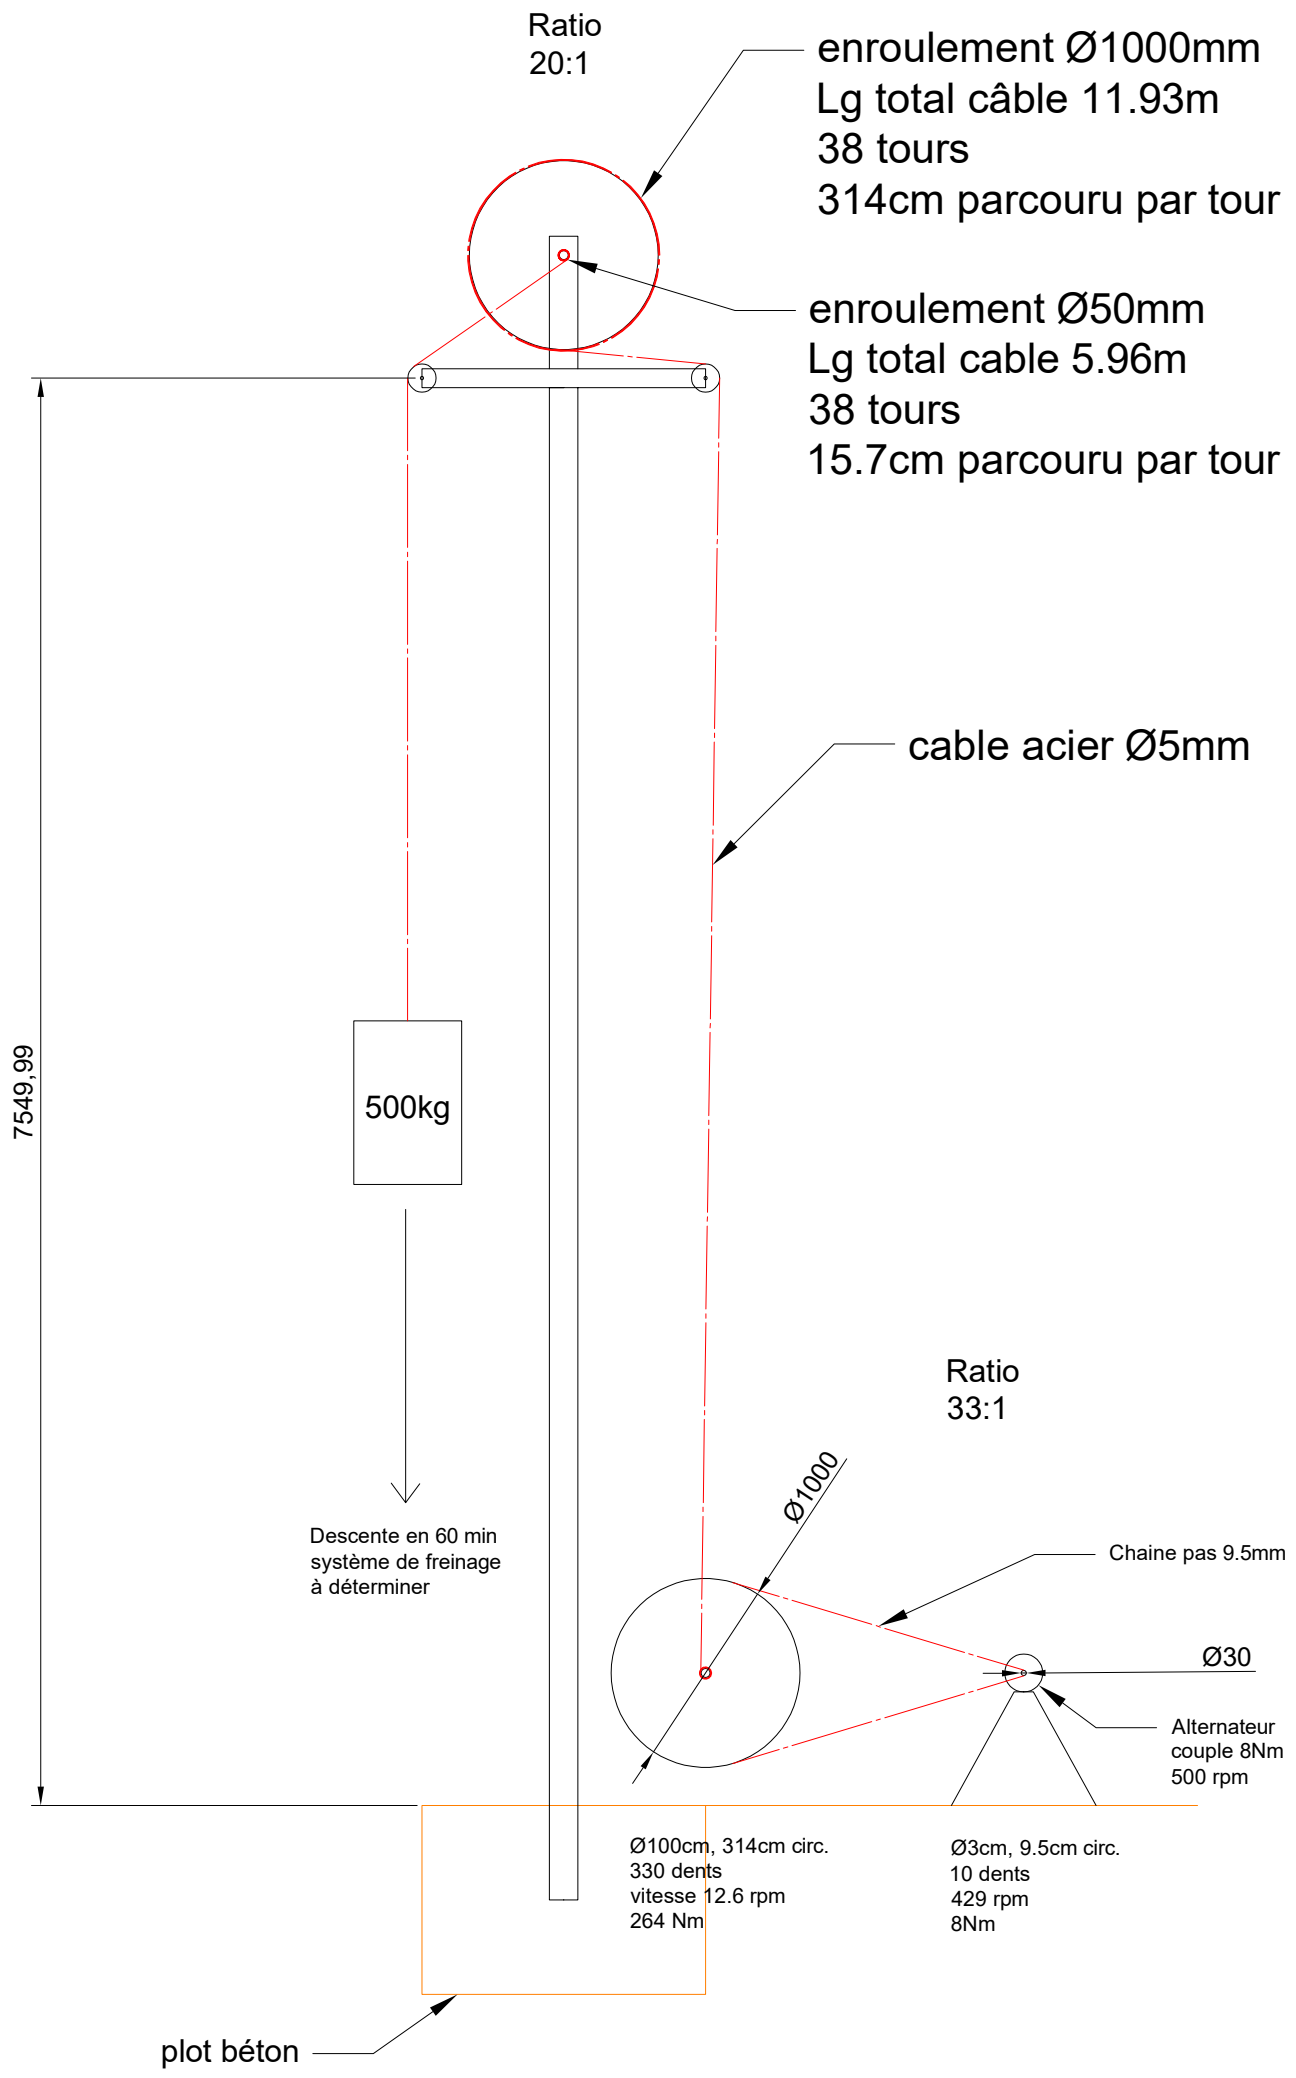 Ratio
20:1
enroulement Ø1000mm
Lg total câble 11.93m
38 tours
314cm parcouru par tour
enroulement Ø50mm
Lg total cable 5.96m
38 tours
15.7cm parcouru par tour
cable acier Ø5mm
7549,99
500kg
Descente en 60 min
système de freinage
à déterminer
Ratio
33:1
Ø1000
Chaine pas 9.5mm
Ø30
Alternateur
couple 8Nm
500 rpm
Ø100cm, 314cm circ.
330 dents
vitesse 12.6 rpm
264 Nm
Ø3cm, 9.5cm circ.
10 dents
429 rpm
8Nm
plot béton